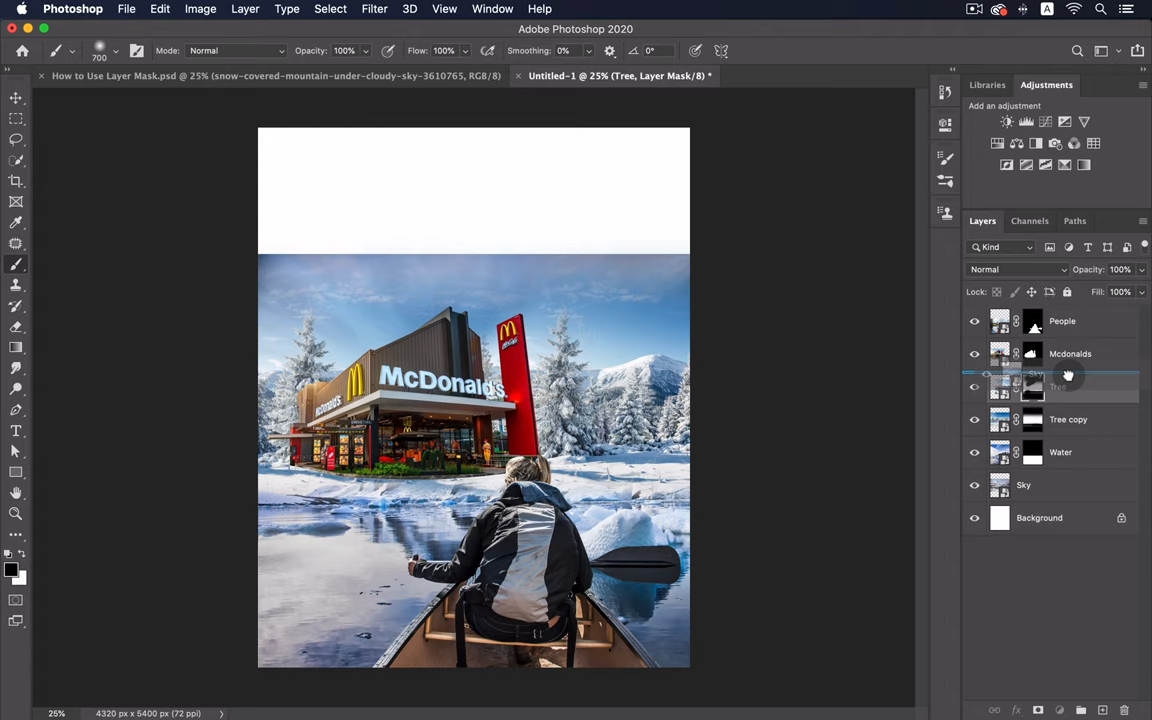 Photoshop File Edit Image Layer Type Select Filter 3D View Window Help A
Adobe Photoshop 2020
700 Mode: Normal Opacity: 100% Flow: 100% Smoothing: 0% 0°
× How to Use Layer Mask.psd @ 25% (snow-covered-mountain-under-cloudy-sky-3610765, RGB/8) × Untitled-1 @ 25% (Tree, Layer Mask/8) *
Libraries Adjustments
Add an adjustment
Layers Channels Paths
Kind
Normal Opacity: 100%
Lock: Fill: 100%
People
Mcdonalds
Sky
Tree
Tree copy
Water
Sky
Background
McDonald's
McDonald's
25% 4320 px x 5400 px (72 ppi)